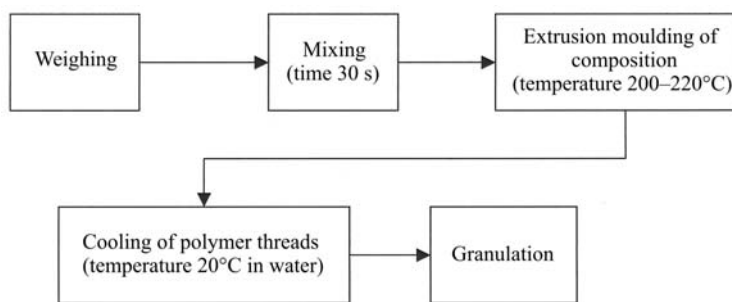 Weighing
Mixing
(time 30 s)
Extrusion moulding of
composition
(temperature 200–220°C)
Cooling of polymer threads
(temperature 20°C in water)
Granulation